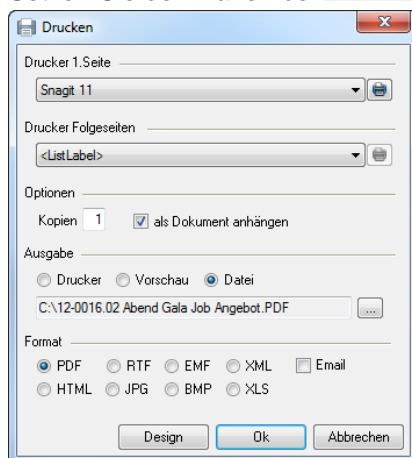 Drucken
Drucker 1.Seite
Snagit 11
Drucker Folgeseiten
<ListLabel>
Optionen
Kopien 1 als Dokument anhängen
Ausgabe
Drucker Vorschau Datei
C:\12-0016.02 Abend Gala Job Angebot.PDF ...
Format
PDF RTF EMF XML Email
HTML JPG BMP XLS
Design Ok Abbrechen